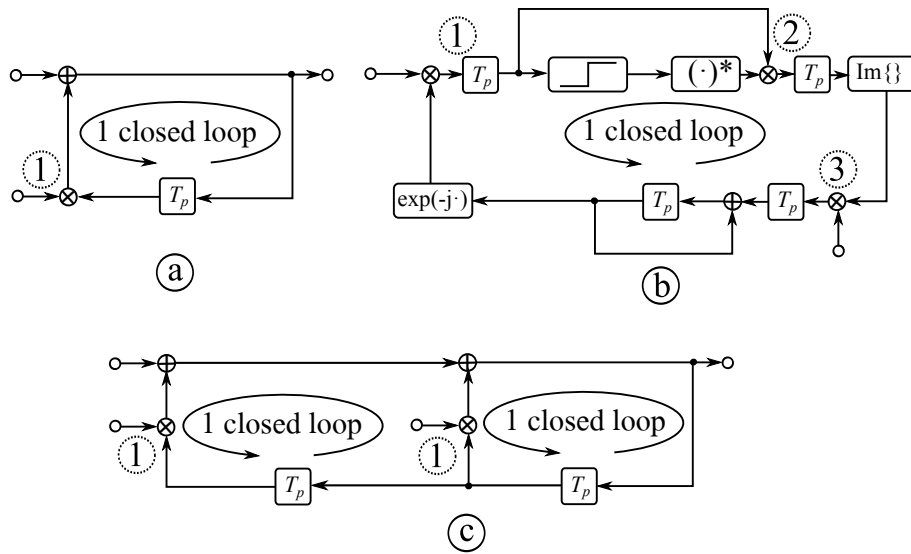 1
2
T_p
(·)*
T_p
Im{}
1 closed loop
1 closed loop
1
3
T_p
exp(-j·)
T_p
T_p
a
b
1 closed loop
1 closed loop
1
1
T_p
T_p
c